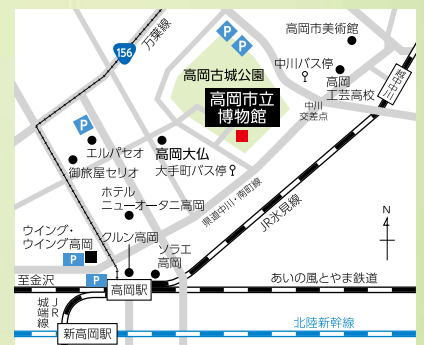 156
万葉線
P
P
高岡市美術館
中川バス停
高岡
工芸高校
越中中川
高岡古城公園
高岡市立
博物館
中川
交差点
P
エルパセオ
御旅屋セリオ
高岡大仏
大手町バス停
ホテル
ニューオータニ高岡
県道中川・南町線
JR氷見線
N
4
ウイング・
ウイング高岡
P
クルン高岡
ソラエ
高岡
至金沢
P
高岡駅
あいの風とやま鉄道
JR
城端線
新高岡駅
北陸新幹線